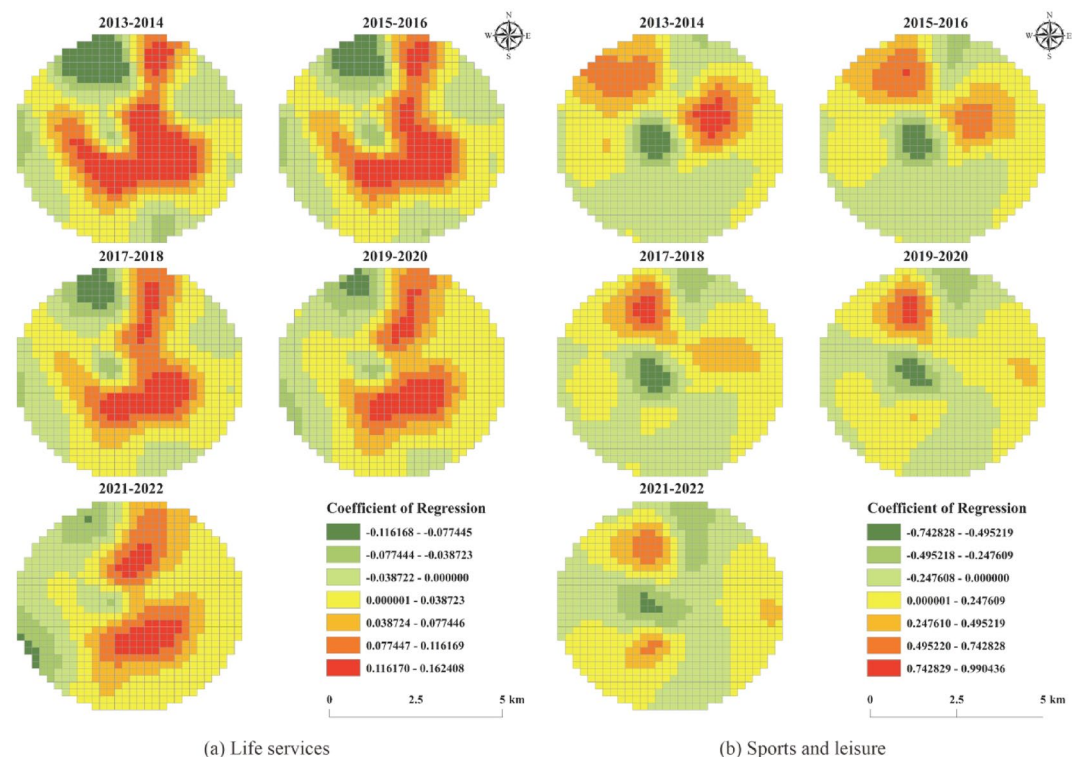 2013-2014
2015-2016
N
W E
S
2017-2018
2019-2020
2021-2022
Coefficient of Regression
-0.116168 - -0.077445
-0.077444 - -0.038723
-0.038722 - 0.000000
0.000001 - 0.038723
0.038724 - 0.077446
0.077447 - 0.116169
0.116170 - 0.162408
0 2.5 5 km
(a) Life services
2013-2014
2015-2016
N
W E
S
2017-2018
2019-2020
2021-2022
Coefficient of Regression
-0.742828 - -0.495219
-0.495218 - -0.247609
-0.247608 - 0.000000
0.000001 - 0.247609
0.247610 - 0.495219
0.495220 - 0.742828
0.742829 - 0.990436
0 2.5 5 km
(b) Sports and leisure